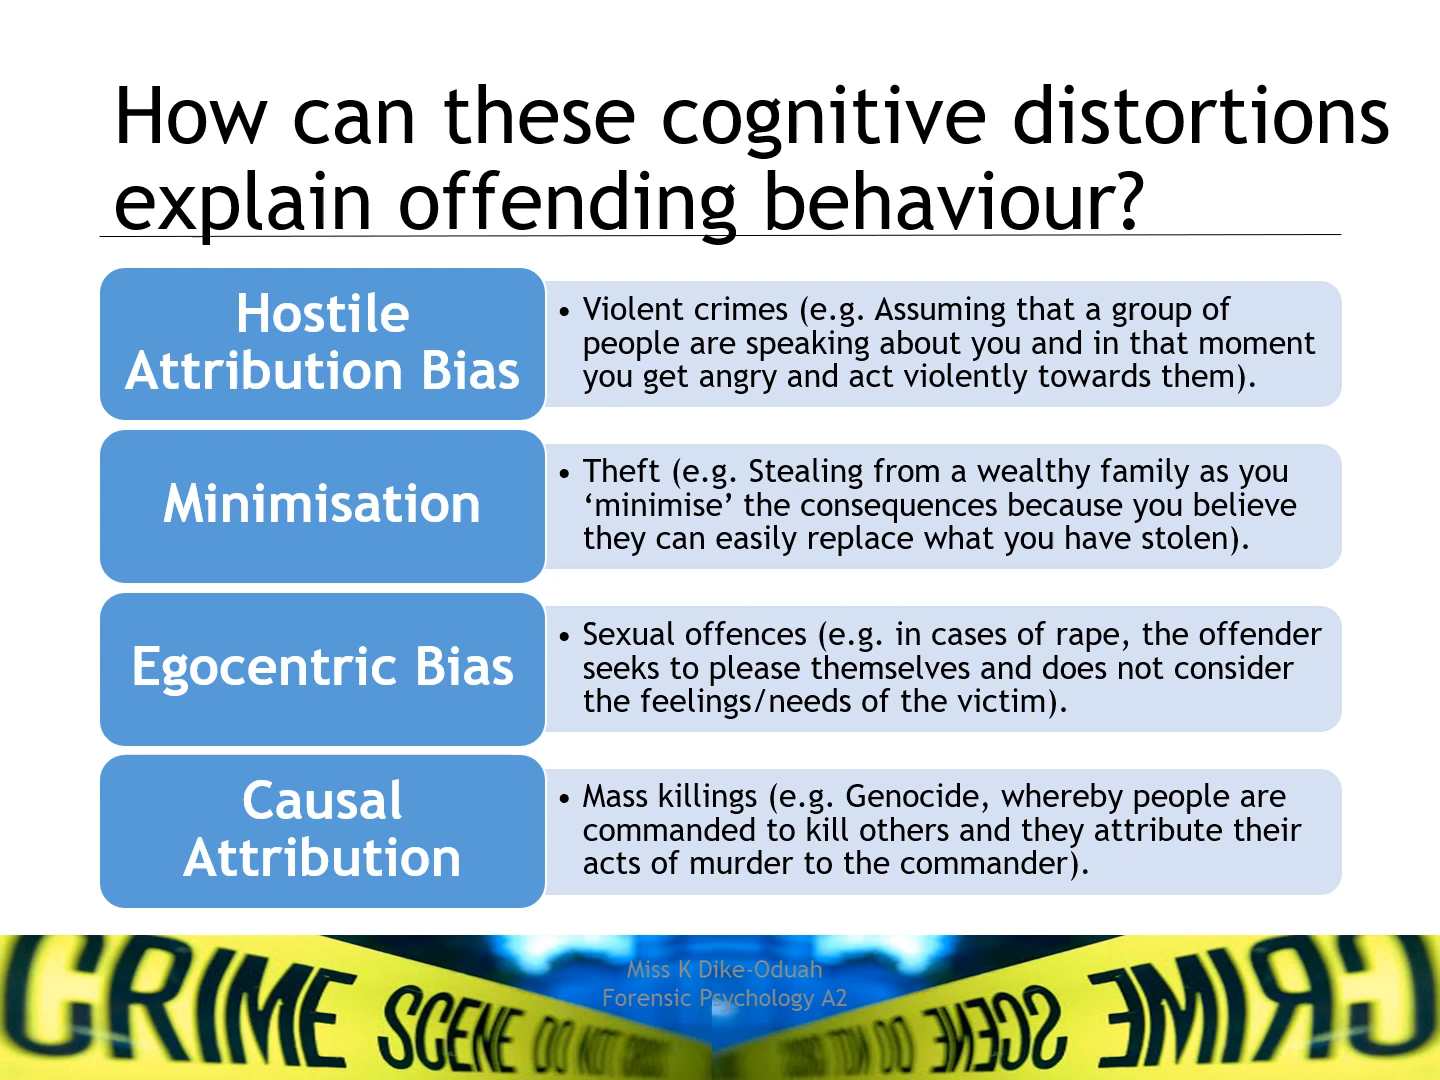 How can these cognitive distortions
explain offending behaviour?
Hostile
Attribution Bias
• Violent crimes (e.g. Assuming that a group of
people are speaking about you and in that moment
you get angry and act violently towards them).
Minimisation
• Theft (e.g. Stealing from a wealthy family as you
‘minimise’ the consequences because you believe
they can easily replace what you have stolen).
Egocentric Bias
• Sexual offences (e.g. in cases of rape, the offender
seeks to please themselves and does not consider
the feelings/needs of the victim).
Causal
Attribution
• Mass killings (e.g. Genocide, whereby people are
commanded to kill others and they attribute their
acts of murder to the commander).
Miss K Dike-Oduah
Forensic Psychology A2
CRIME SCENE DO NOT
CRIME SCENE DO NOT